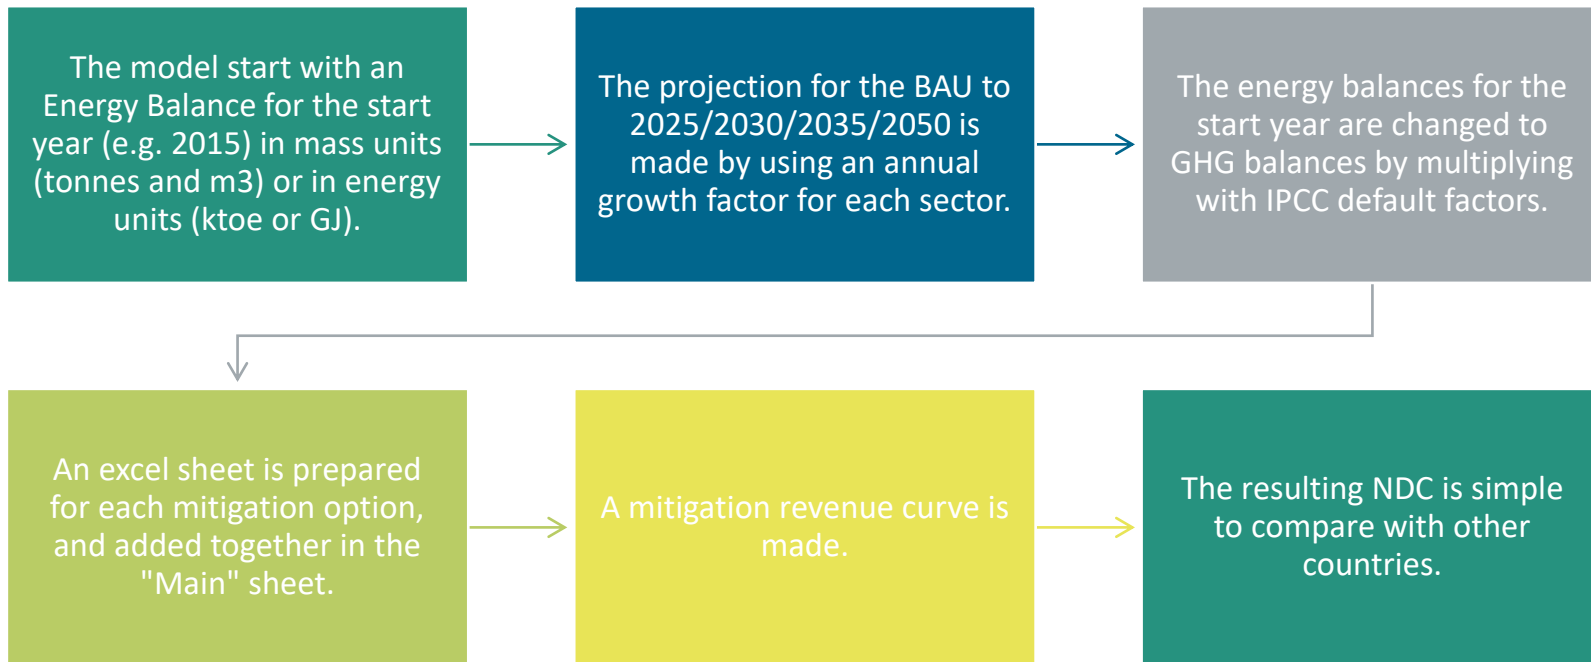 The model start with an
Energy Balance for the start
year (e.g. 2015) in mass units
(tonnes and m3) or in energy
units (ktoe or GJ).
The projection for the BAU to
2025/2030/2035/2050 is
made by using an annual
growth factor for each sector.
The energy balances for the
start year are changed to
GHG balances by multiplying
with IPCC default factors.
An excel sheet is prepared
for each mitigation option,
and added together in the
"Main" sheet.
A mitigation revenue curve is
made.
The resulting NDC is simple
to compare with other
countries.